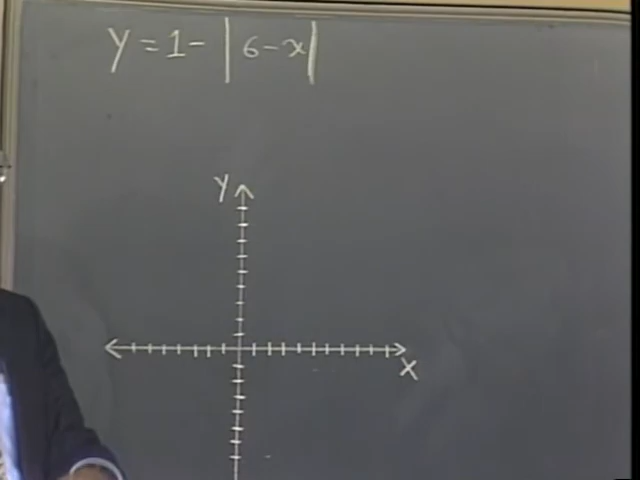 y = 1 - | 6 - x |
y
x